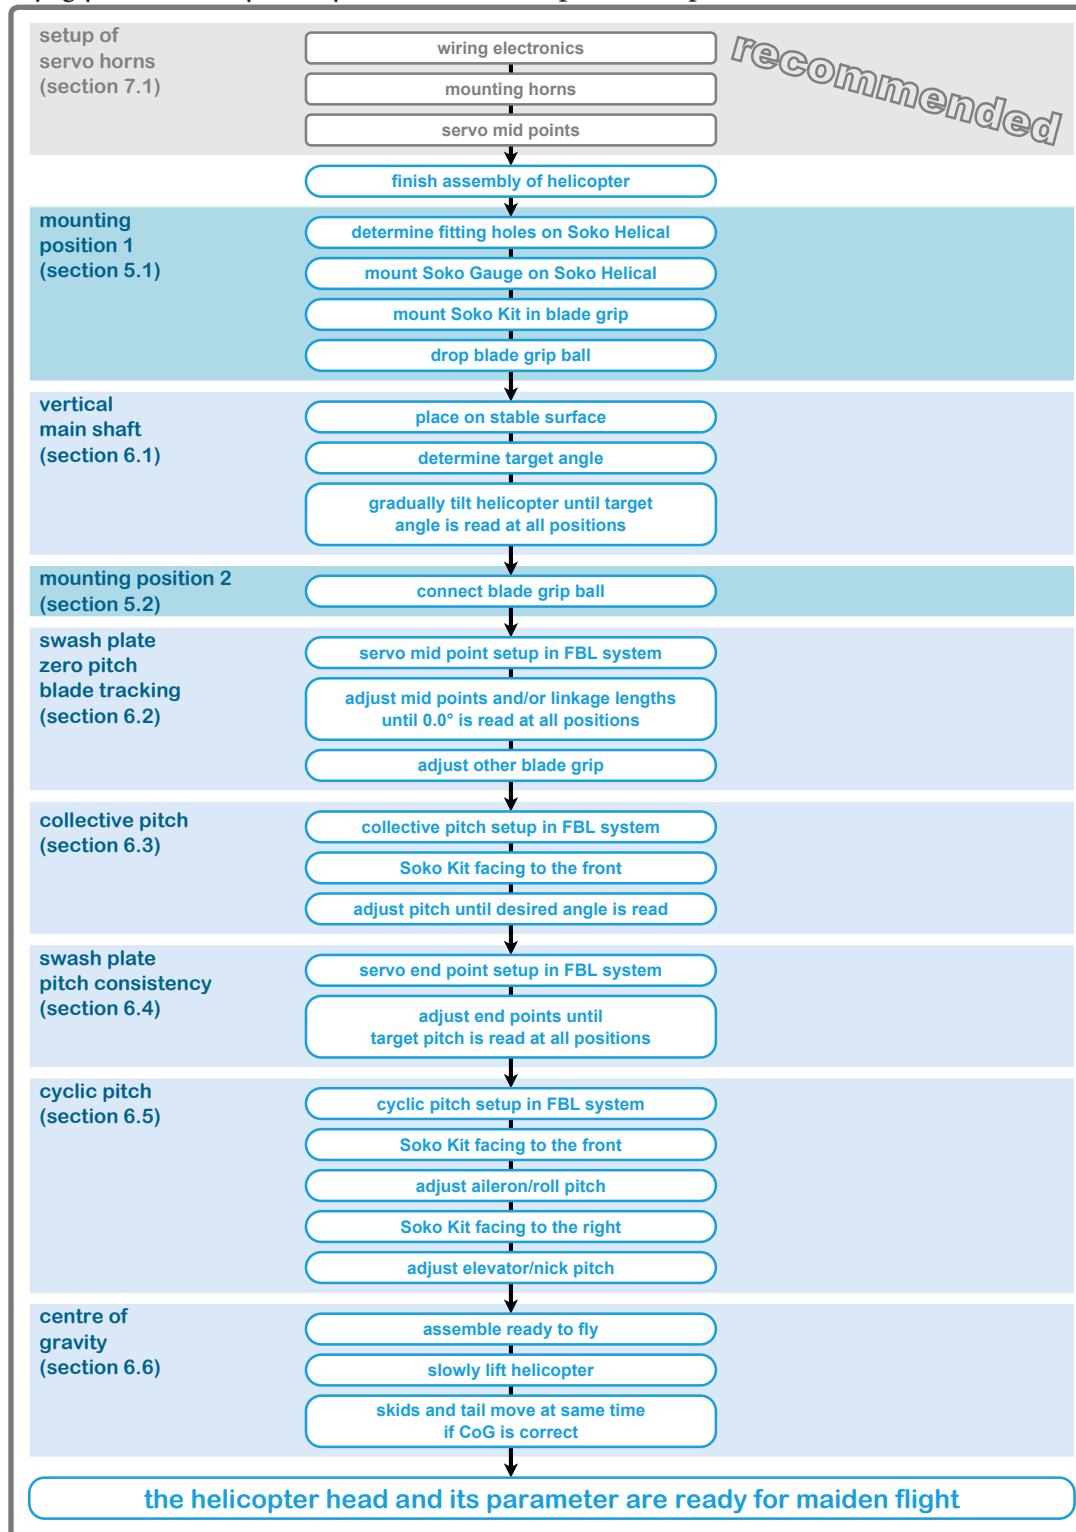 setup of
servo horns
(section 7.1)
wiring electronics
mounting horns
servo mid points
recommended
finish assembly of helicopter
mounting
position 1
(section 5.1)
determine fitting holes on Soko Helical
mount Soko Gauge on Soko Helical
mount Soko Kit in blade grip
drop blade grip ball
vertical
main shaft
(section 6.1)
place on stable surface
determine target angle
gradually tilt helicopter until target
angle is read at all positions
mounting position 2
(section 5.2)
connect blade grip ball
swash plate
zero pitch
blade tracking
(section 6.2)
servo mid point setup in FBL system
adjust mid points and/or linkage lengths
until 0.0° is read at all positions
adjust other blade grip
collective pitch
(section 6.3)
collective pitch setup in FBL system
Soko Kit facing to the front
adjust pitch until desired angle is read
swash plate
pitch consistency
(section 6.4)
servo end point setup in FBL system
adjust end points until
target pitch is read at all positions
cyclic pitch
(section 6.5)
cyclic pitch setup in FBL system
Soko Kit facing to the front
adjust aileron/roll pitch
Soko Kit facing to the right
adjust elevator/nick pitch
centre of
gravity
(section 6.6)
assemble ready to fly
slowly lift helicopter
skids and tail move at same time
if CoG is correct
the helicopter head and its parameter are ready for maiden flight